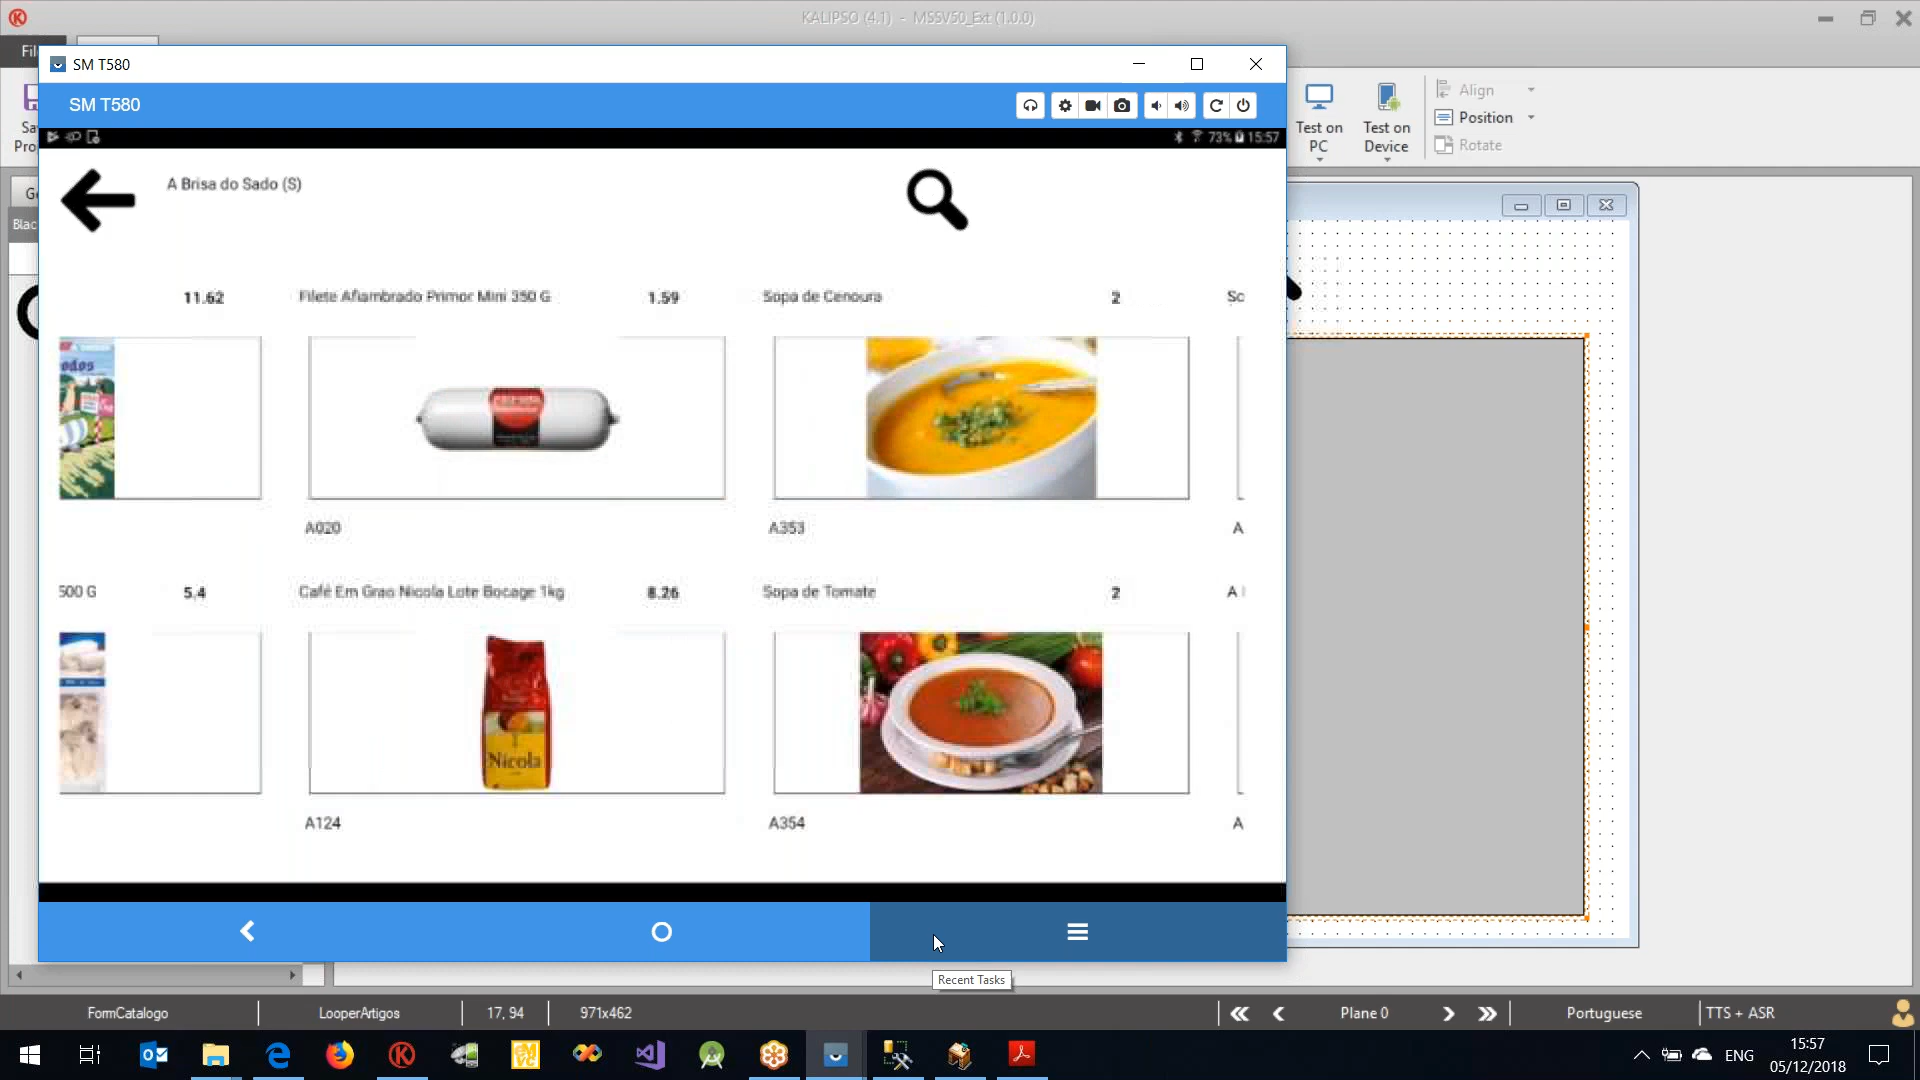 KALIPSO (4.1) - MSSV50_Ext (1.0.0)
SM T580
SM T580
73% 15:57
A Brisa do Sado (S)
Test on PC
Test on Device
Align
Position
Rotate
11.62
Filete Afiambrado Primor Mini 350 G
1.59
Sopa de Cenoura
2
A020
A353
A
500 G
5.4
Café Em Grao Nicola Lote Bocage 1kg
8.26
Sopa de Tomate
2
A
Nicola
A124
A354
A
Recent Tasks
FormCatalogo
LooperArtigos
17, 94
971x462
Plane 0
Portuguese
TTS + ASR
ENG
15:57
05/12/2018